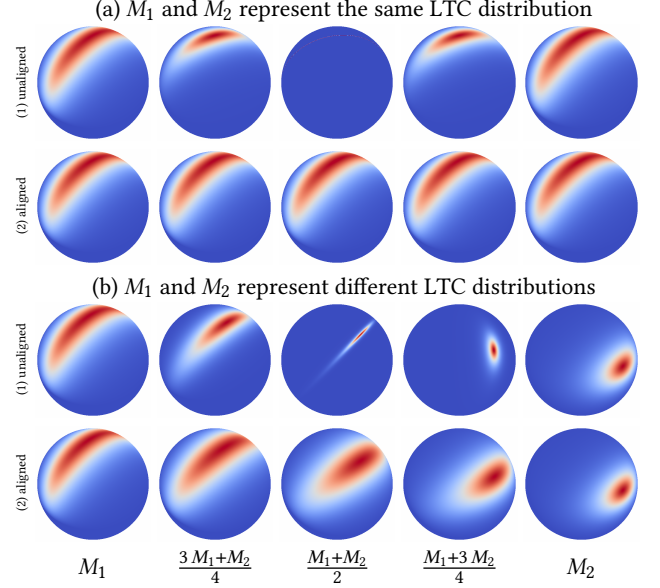 (a) M₁ and M₂ represent the same LTC distribution
(1) unaligned
(2) aligned
(b) M₁ and M₂ represent different LTC distributions
(1) unaligned
(2) aligned
M₁ (3 M₁+M₂)/4 (M₁+M₂)/2 (M₁+3 M₂)/4 M₂